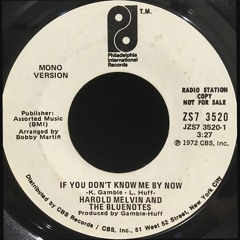 T.M.
Philadelphia
International
Records
MONO
VERSION
RADIO STATION
COPY
NOT FOR SALE
Publisher:
Assorted Music
(BMI)
Arranged by
Bobby Martin
ZS7 3520
JZS7 3520-1
3:27
℗ 1972 CBS, Inc.
IF YOU DON'T KNOW ME BY NOW
-K. Gamble - L. Huff-
HAROLD MELVIN AND
THE BLUENOTES
Produced by Gamble-Huff
Distributed by CBS Records / CBS, Inc. / 51 West 52 Street, New York City